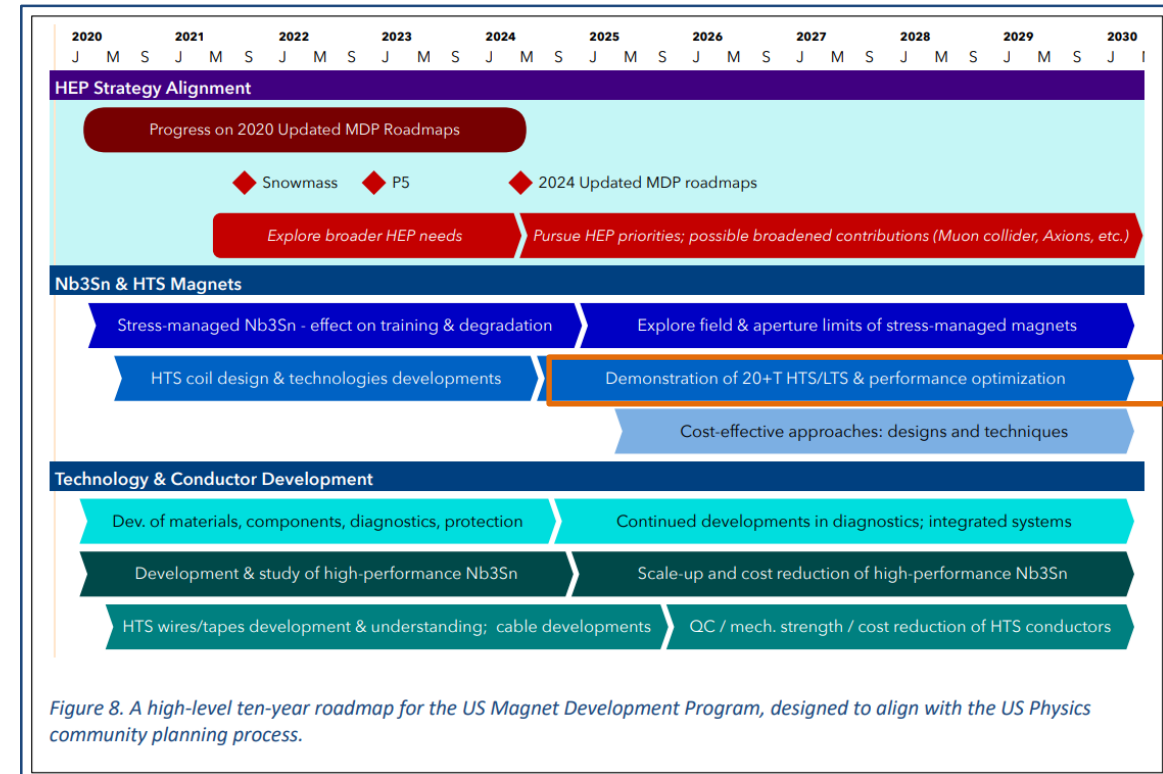 2020 2021 2022 2023 2024 2025 2026 2027 2028 2029 2030
J M S J M S J M S J M S J M S J M S J M S J M S J M S J M S J
HEP Strategy Alignment
Progress on 2020 Updated MDP Roadmaps
Snowmass P5 2024 Updated MDP roadmaps
Explore broader HEP needs Pursue HEP priorities; possible broadened contributions (Muon collider, Axions, etc.)
Nb3Sn & HTS Magnets
Stress-managed Nb3Sn - effect on training & degradation Explore field & aperture limits of stress-managed magnets
HTS coil design & technologies developments Demonstration of 20+T HTS/LTS & performance optimization
Cost-effective approaches: designs and techniques
Technology & Conductor Development
Dev. of materials, components, diagnostics, protection Continued developments in diagnostics; integrated systems
Development & study of high-performance Nb3Sn Scale-up and cost reduction of high-performance Nb3Sn
HTS wires/tapes development & understanding; cable developments QC / mech. strength / cost reduction of HTS conductors
Figure 8. A high-level ten-year roadmap for the US Magnet Development Program, designed to align with the US Physics
community planning process.